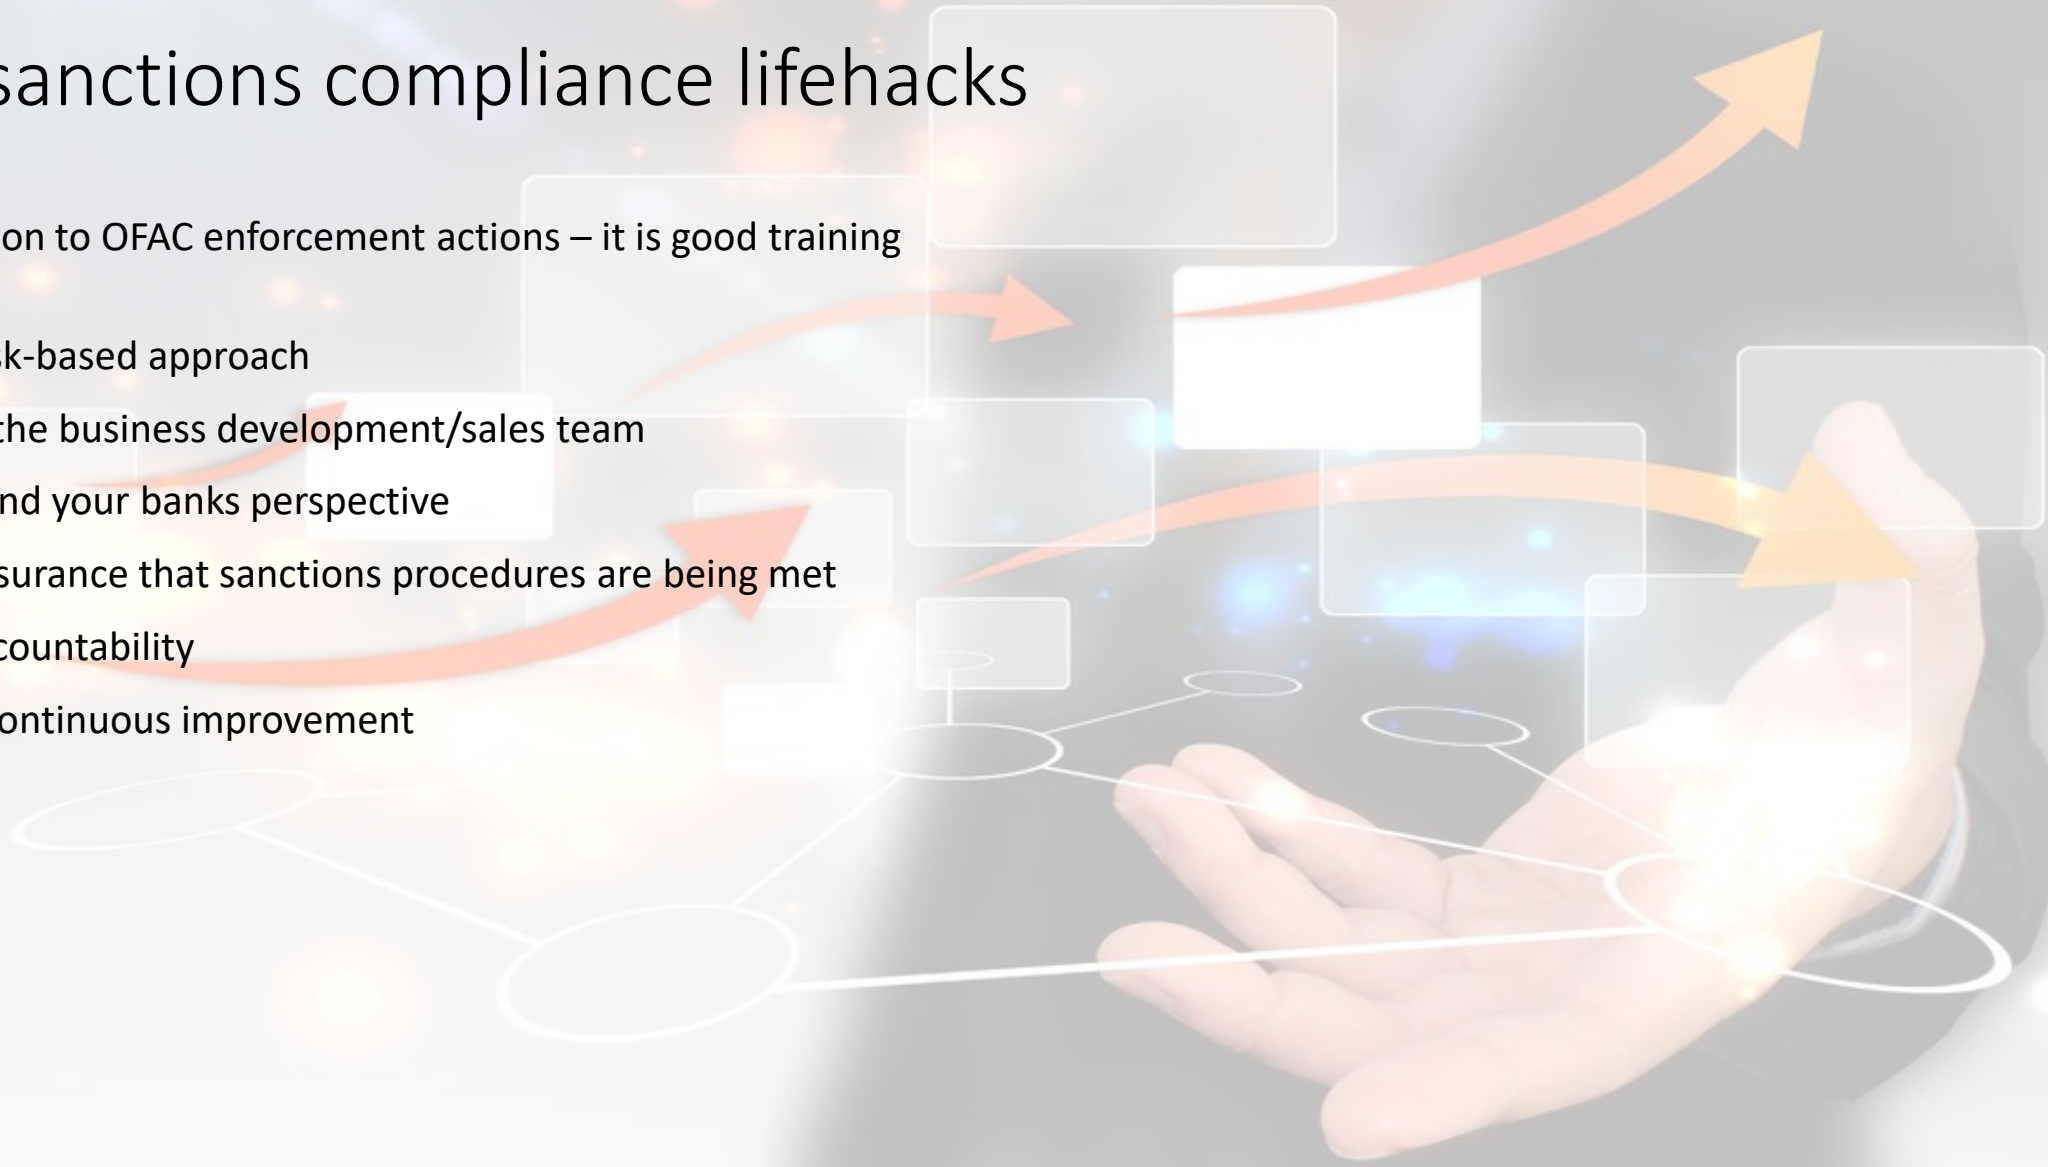 sanctions compliance lifehacks
on to OFAC enforcement actions – it is good training
sk-based approach
the business development/sales team
nd your banks perspective
surance that sanctions procedures are being met
countability
ontinuous improvement